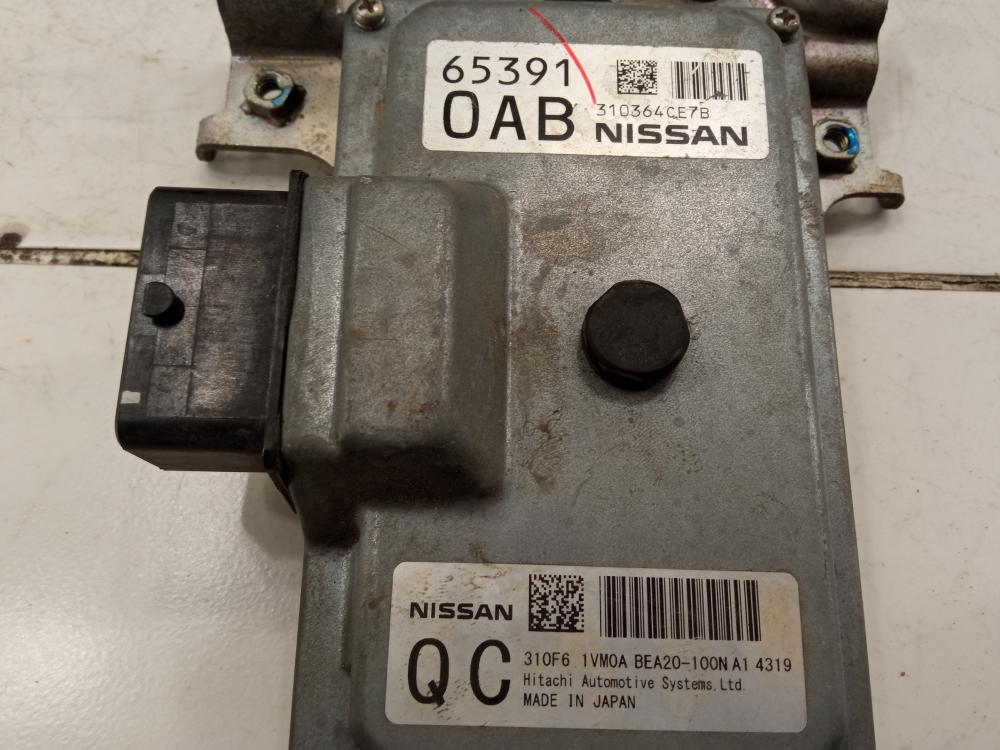 65391
0AB
310364CE7B
NISSAN
NISSAN
QC
310F6 1VM0A BEA20-100N A1 4319
Hitachi Automotive Systems,Ltd.
MADE IN JAPAN